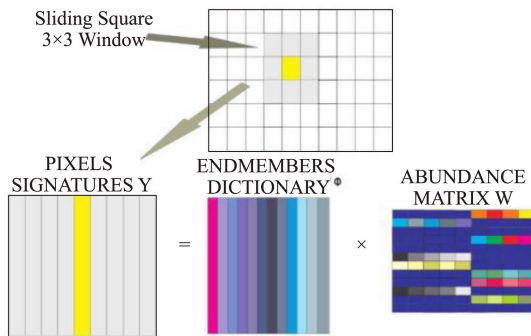 Sliding Square
3×3 Window
PIXELS
SIGNATURES Y
ENDMEMBERS
DICTIONARY
ABUNDANCE
MATRIX W
=
×